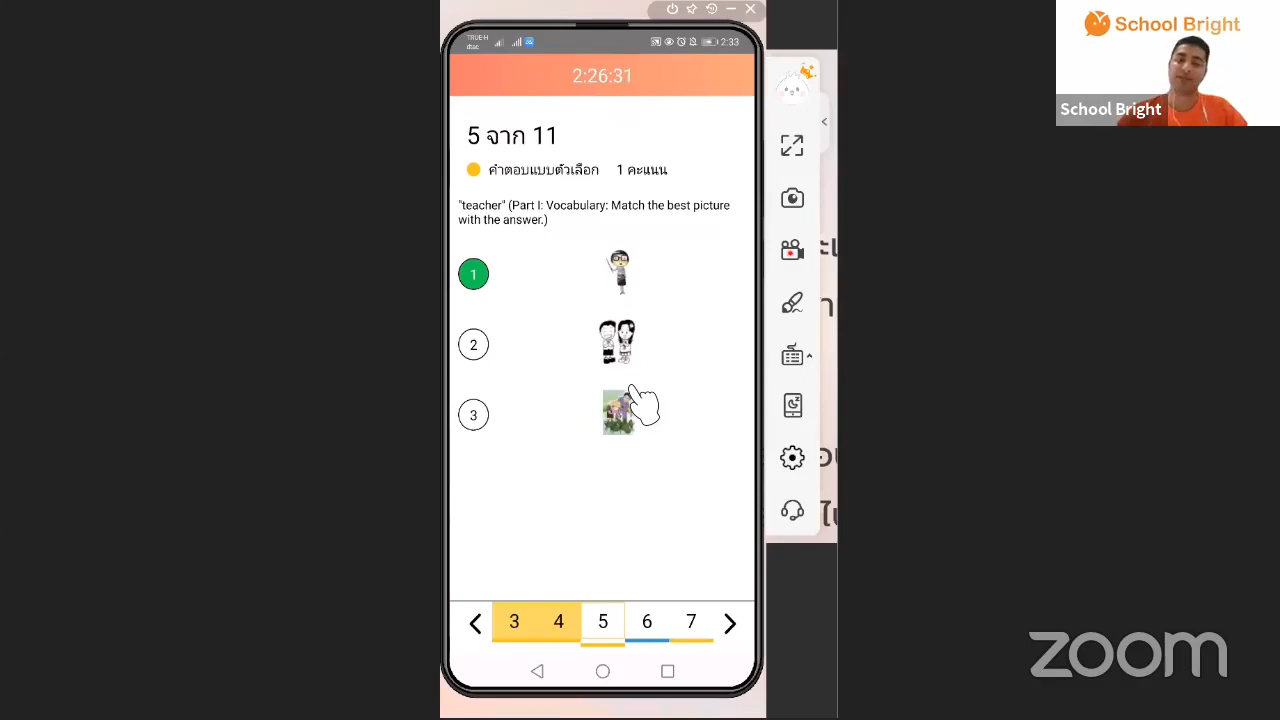 School Bright
School Bright
TRUE-H
dtac
2:33
2:26:31
5 จาก 11
คำตอบแบบตัวเลือก 1 คะแนน
"teacher" (Part I: Vocabulary: Match the best picture
with the answer.)
1
2
3
3 4 5 6 7
zoom